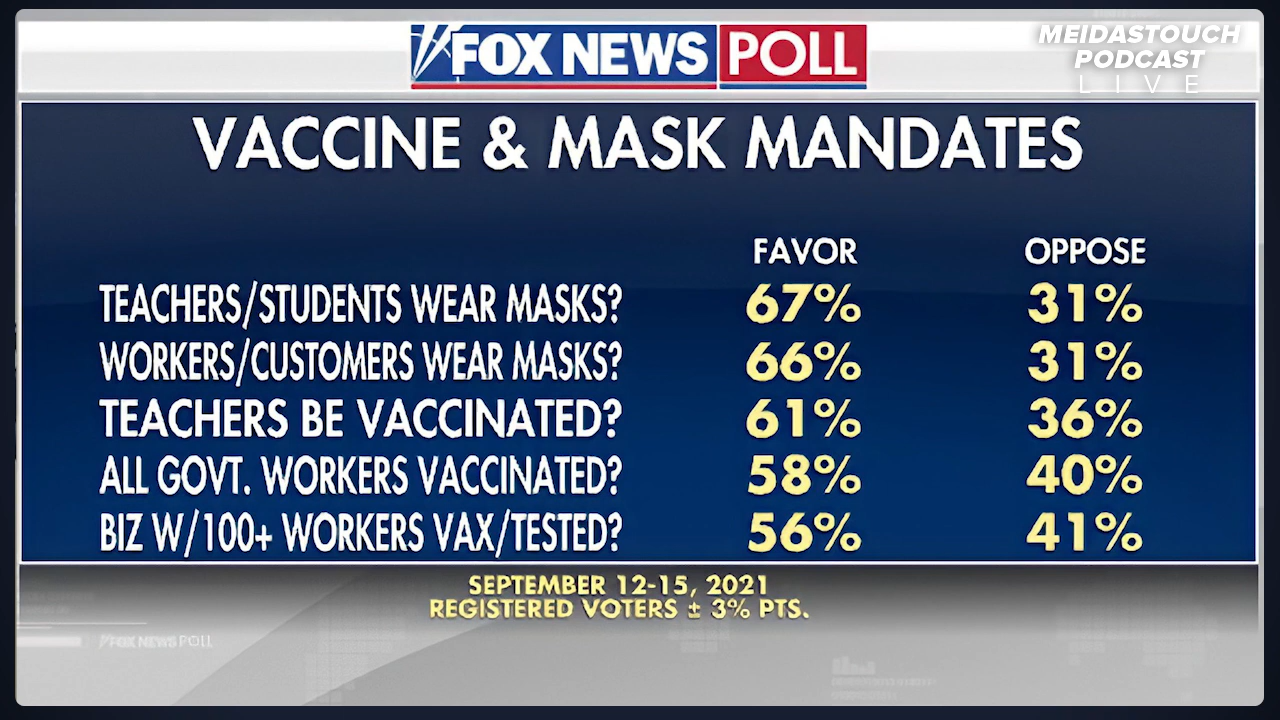 FOX NEWS POLL
MEIDASTOUCH
PODCAST
LIVE
VACCINE & MASK MANDATES
FAVOR OPPOSE
TEACHERS/STUDENTS WEAR MASKS? 67% 31%
WORKERS/CUSTOMERS WEAR MASKS? 66% 31%
TEACHERS BE VACCINATED? 61% 36%
ALL GOVT. WORKERS VACCINATED? 58% 40%
BIZ W/100+ WORKERS VAX/TESTED? 56% 41%
SEPTEMBER 12-15, 2021
REGISTERED VOTERS ± 3% PTS.
FOX NEWS POLL